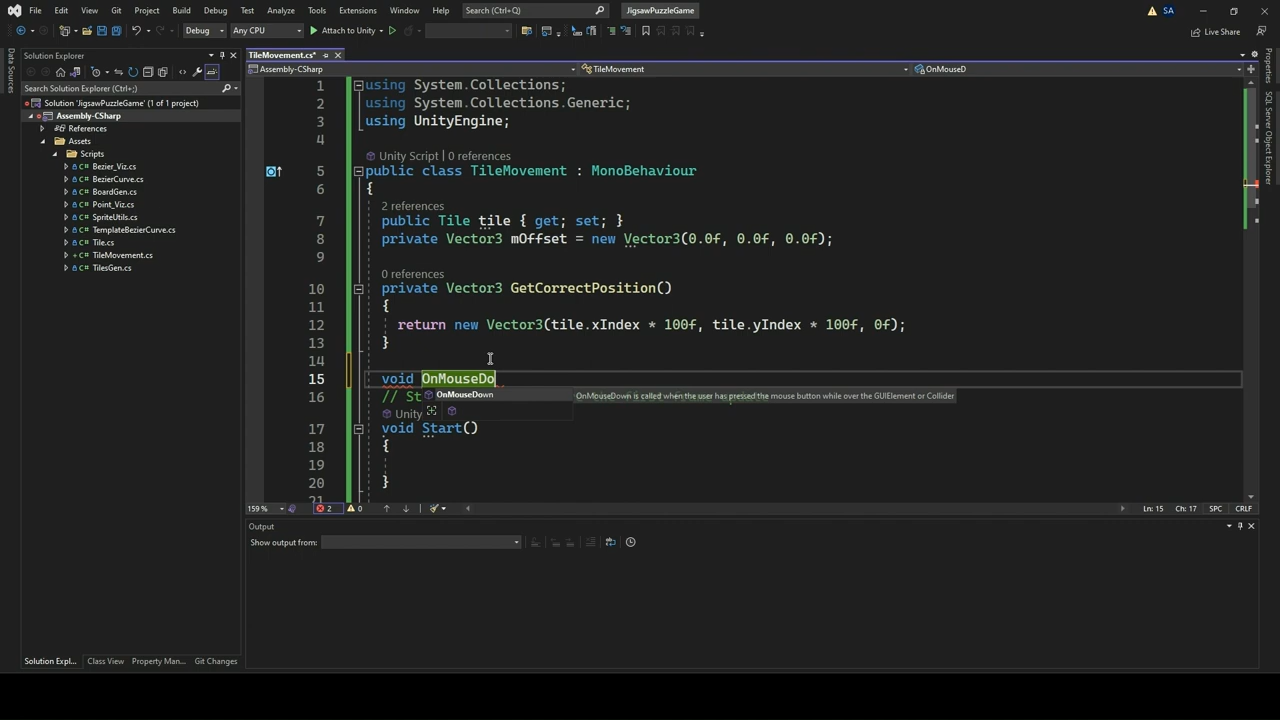 File Edit View Git Project Build Debug Test Analyze Tools Extensions Window Help Search (Ctrl+Q) JigsawPuzzleGame SA
Debug Any CPU Attach to Unity Live Share
Data Sources
Solution Explorer
Search Solution Explorer (Ctrl+;)
Solution 'JigsawPuzzleGame' (1 of 1 project)
Assembly-CSharp
References
Assets
Scripts
Bezier_Viz.cs
BezierCurve.cs
BoardGen.cs
Point_Viz.cs
SpriteUtils.cs
TemplateBezierCurve.cs
Tile.cs
TileMovement.cs
TilesGen.cs
Solution Expl... Class View Property Man... Git Changes
TileMovement.cs*
Assembly-CSharp TileMovement OnMouseD
1 using System.Collections;
2 using System.Collections.Generic;
3 using UnityEngine;
4
Unity Script | 0 references
5 public class TileMovement : MonoBehaviour
6 {
2 references
7 public Tile tile { get; set; }
8 private Vector3 mOffset = new Vector3(0.0f, 0.0f, 0.0f);
9
0 references
10 private Vector3 GetCorrectPosition()
11 {
12 return new Vector3(tile.xIndex * 100f, tile.yIndex * 100f, 0f);
13 }
14
15 void OnMouseDo
OnMouseDown OnMouseDown is called when the user has pressed the mouse button while over the GUIElement or Collider
16 // St
Unity
17 void Start()
18 {
19
20 }
21
159 % 2 0 Ln: 15 Ch: 17 SPC CRLF
Output
Show output from:
Properties
SQL Server Object Explorer